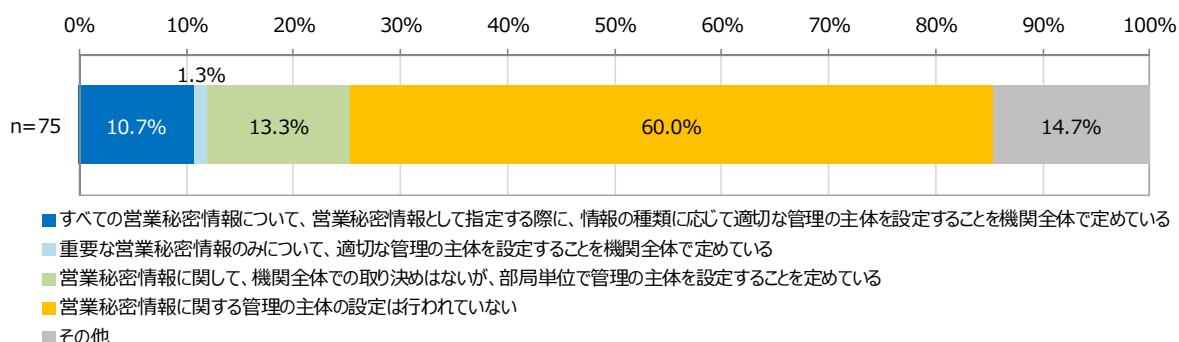 0% 10% 20% 30% 40% 50% 60% 70% 80% 90% 100%
1.3%
n=75 10.7% 13.3% 60.0% 14.7%
すべての営業秘密情報について、営業秘密情報として指定する際に、情報の種類に応じて適切な管理の主体を設定することを機関全体で定めている
重要な営業秘密情報のみについて、適切な管理の主体を設定することを機関全体で定めている
営業秘密情報に関して、機関全体での取り決めはないが、部局単位で管理の主体を設定することを定めている
営業秘密情報に関する管理の主体の設定は行われていない
その他